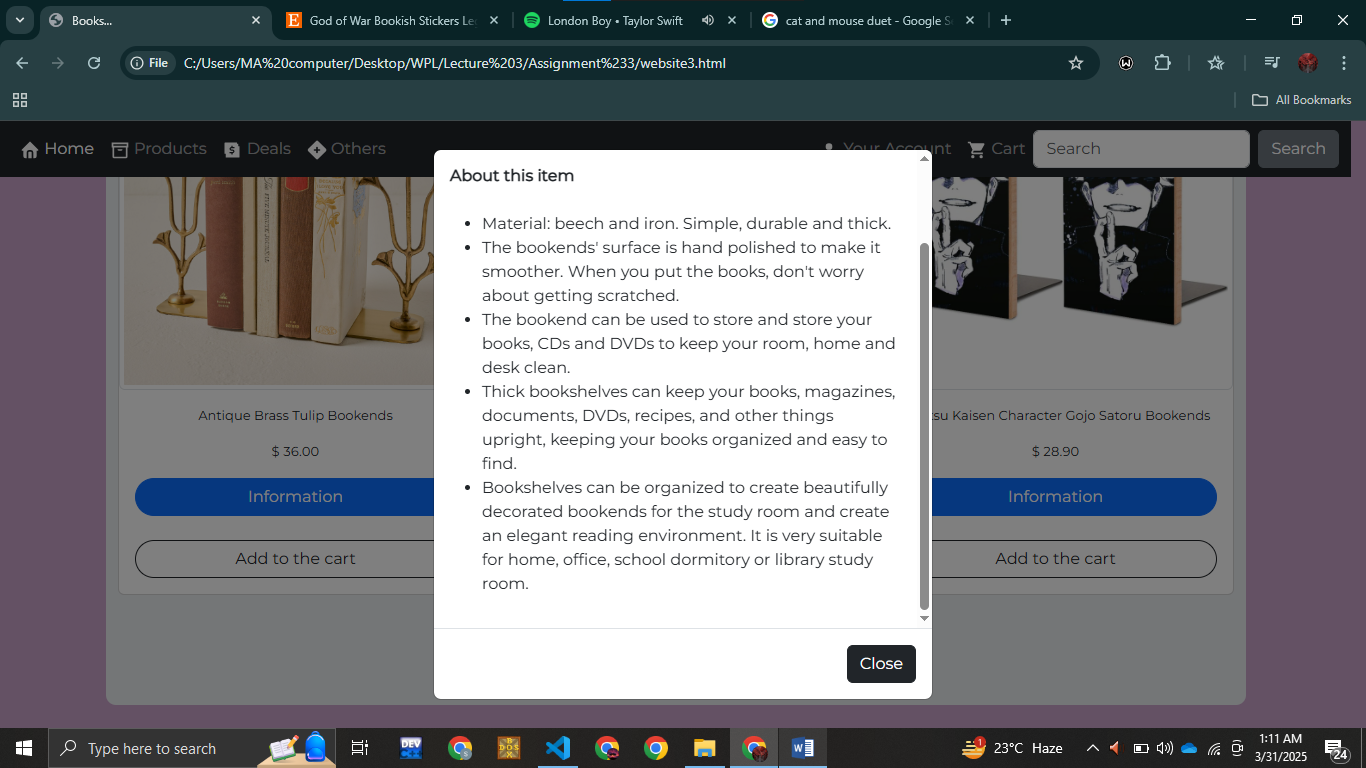 Books...
God of War Bookish Stickers Le
London Boy • Taylor Swift
cat and mouse duet - Google S
File
C:/Users/MA%20computer/Desktop/WPL/Lecture%203/Assignment%233/website3.html
All Bookmarks
Home
Products
Deals
Others
Your Account
Cart
Search
Search
About this item
• Material: beech and iron. Simple, durable and thick.
• The bookends' surface is hand polished to make it
smoother. When you put the books, don't worry
about getting scratched.
• The bookend can be used to store and store your
books, CDs and DVDs to keep your room, home and
desk clean.
• Thick bookshelves can keep your books, magazines,
documents, DVDs, recipes, and other things
upright, keeping your books organized and easy to
find.
• Bookshelves can be organized to create beautifully
decorated bookends for the study room and create
an elegant reading environment. It is very suitable
for home, office, school dormitory or library study
room.
Close
Antique Brass Tulip Bookends
$ 36.00
Information
Add to the cart
su Kaisen Character Gojo Satoru Bookends
$ 28.90
Information
Add to the cart
Type here to search
DEV
DOS
23°C Haze
1:11 AM
3/31/2025
24